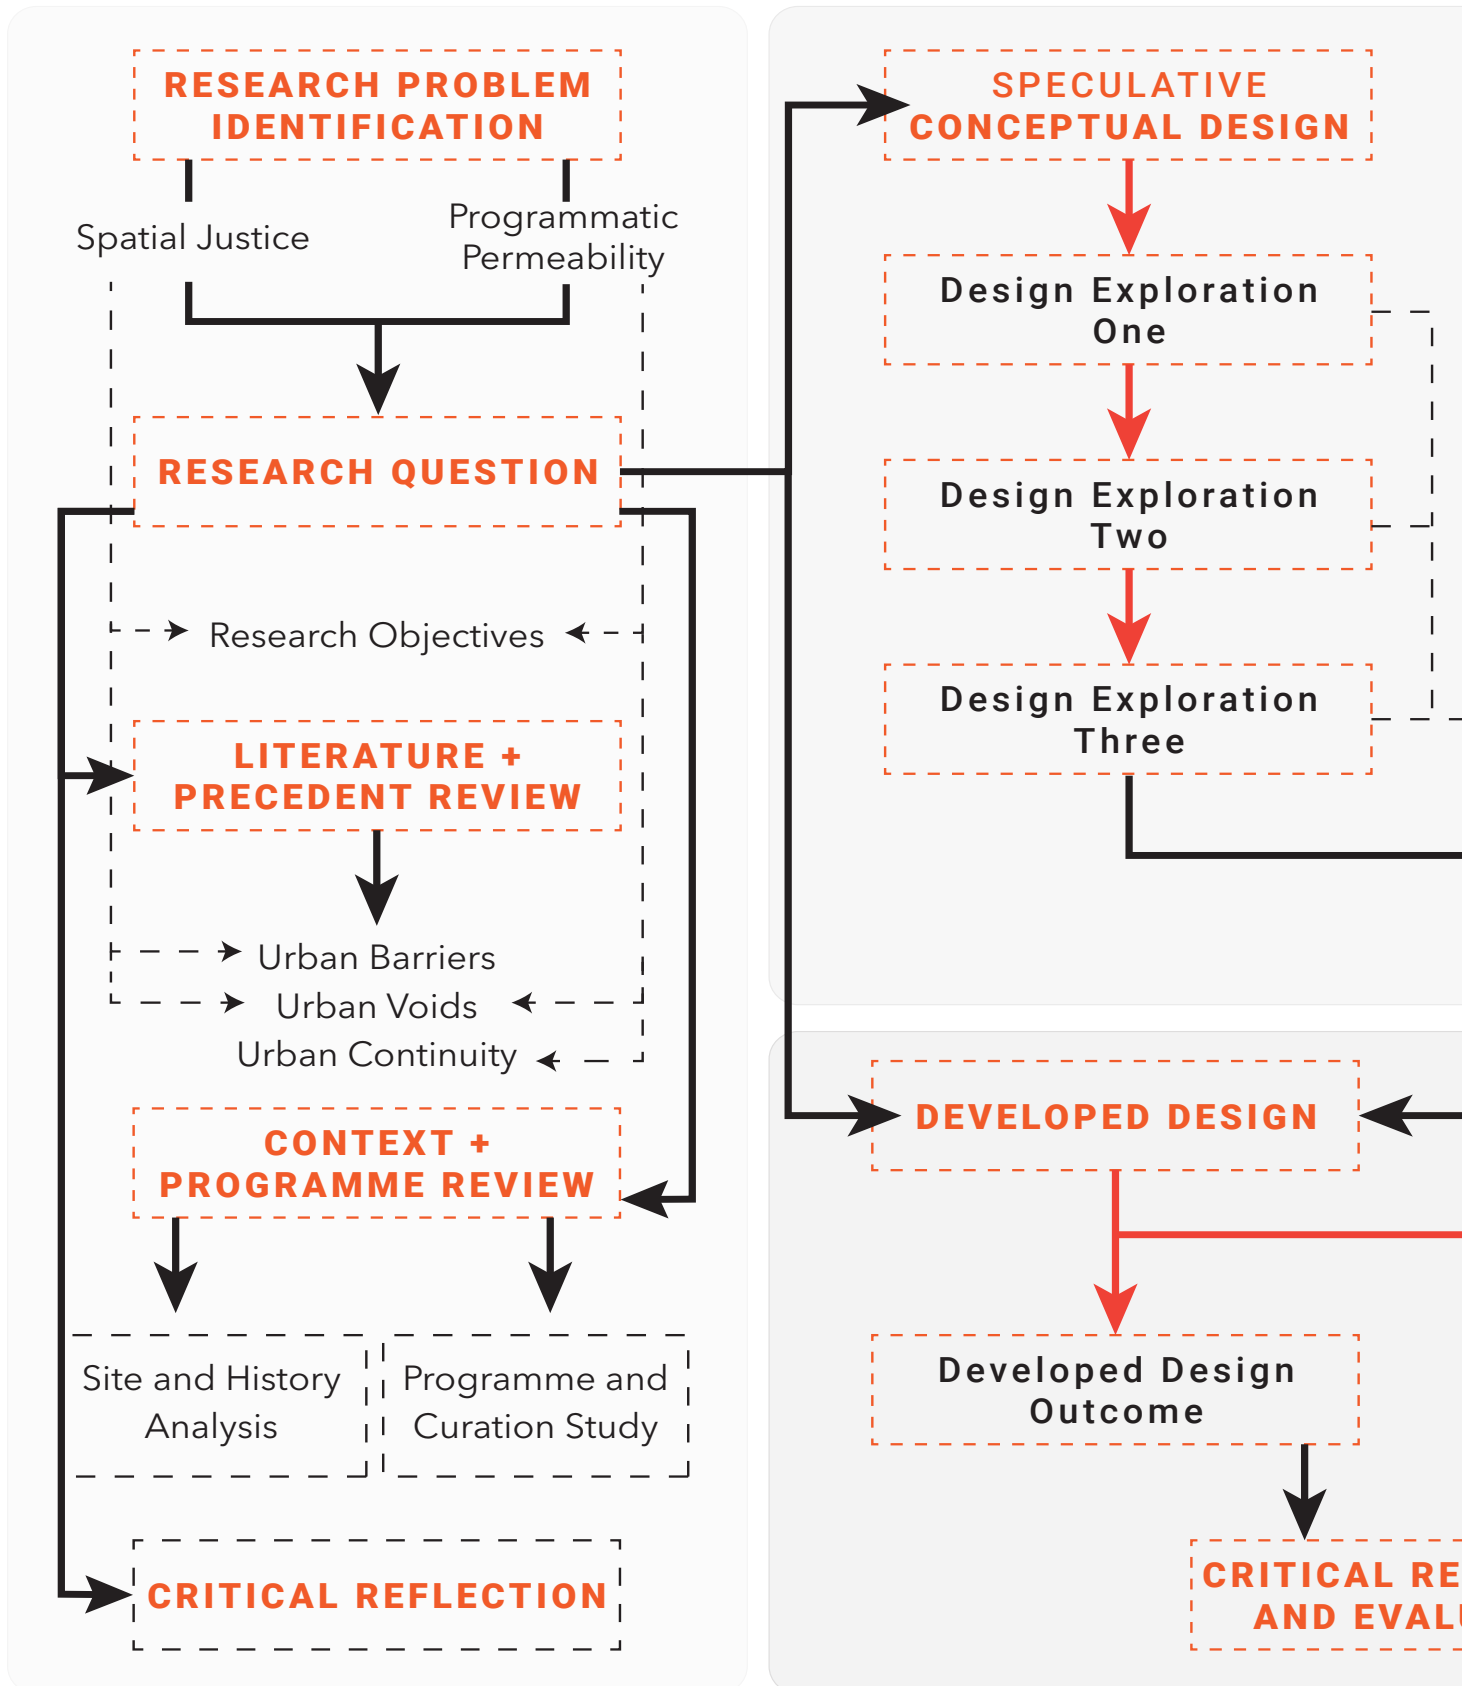 RESEARCH PROBLEM
IDENTIFICATION
Spatial Justice
Programmatic
Permeability
RESEARCH QUESTION
Research Objectives
LITERATURE +
PRECEDENT REVIEW
Urban Barriers
Urban Voids
Urban Continuity
CONTEXT +
PROGRAMME REVIEW
Site and History
Analysis
Programme and
Curation Study
CRITICAL REFLECTION
SPECULATIVE
CONCEPTUAL DESIGN
Design Exploration
One
Design Exploration
Two
Design Exploration
Three
DEVELOPED DESIGN
Developed Design
Outcome
CRITICAL
AND